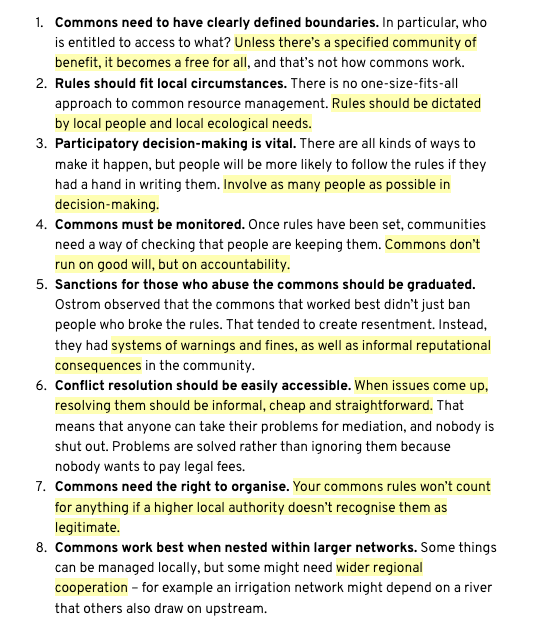 1. Commons need to have clearly defined boundaries. In particular, who
is entitled to access to what? Unless there's a specified community of
benefit, it becomes a free for all, and that's not how commons work.
2. Rules should fit local circumstances. There is no one-size-fits-all
approach to common resource management. Rules should be dictated
by local people and local ecological needs.
3. Participatory decision-making is vital. There are all kinds of ways to
make it happen, but people will be more likely to follow the rules if they
had a hand in writing them. Involve as many people as possible in
decision-making.
4. Commons must be monitored. Once rules have been set, communities
need a way of checking that people are keeping them. Commons don't
run on good will, but on accountability.
5. Sanctions for those who abuse the commons should be graduated.
Ostrom observed that the commons that worked best didn't just ban
people who broke the rules. That tended to create resentment. Instead,
they had systems of warnings and fines, as well as informal reputational
consequences in the community.
6. Conflict resolution should be easily accessible. When issues come up,
resolving them should be informal, cheap and straightforward. That
means that anyone can take their problems for mediation, and nobody is
shut out. Problems are solved rather than ignoring them because
nobody wants to pay legal fees.
7. Commons need the right to organise. Your commons rules won't count
for anything if a higher local authority doesn't recognise them as
legitimate.
8. Commons work best when nested within larger networks. Some things
can be managed locally, but some might need wider regional
cooperation – for example an irrigation network might depend on a river
that others also draw on upstream.